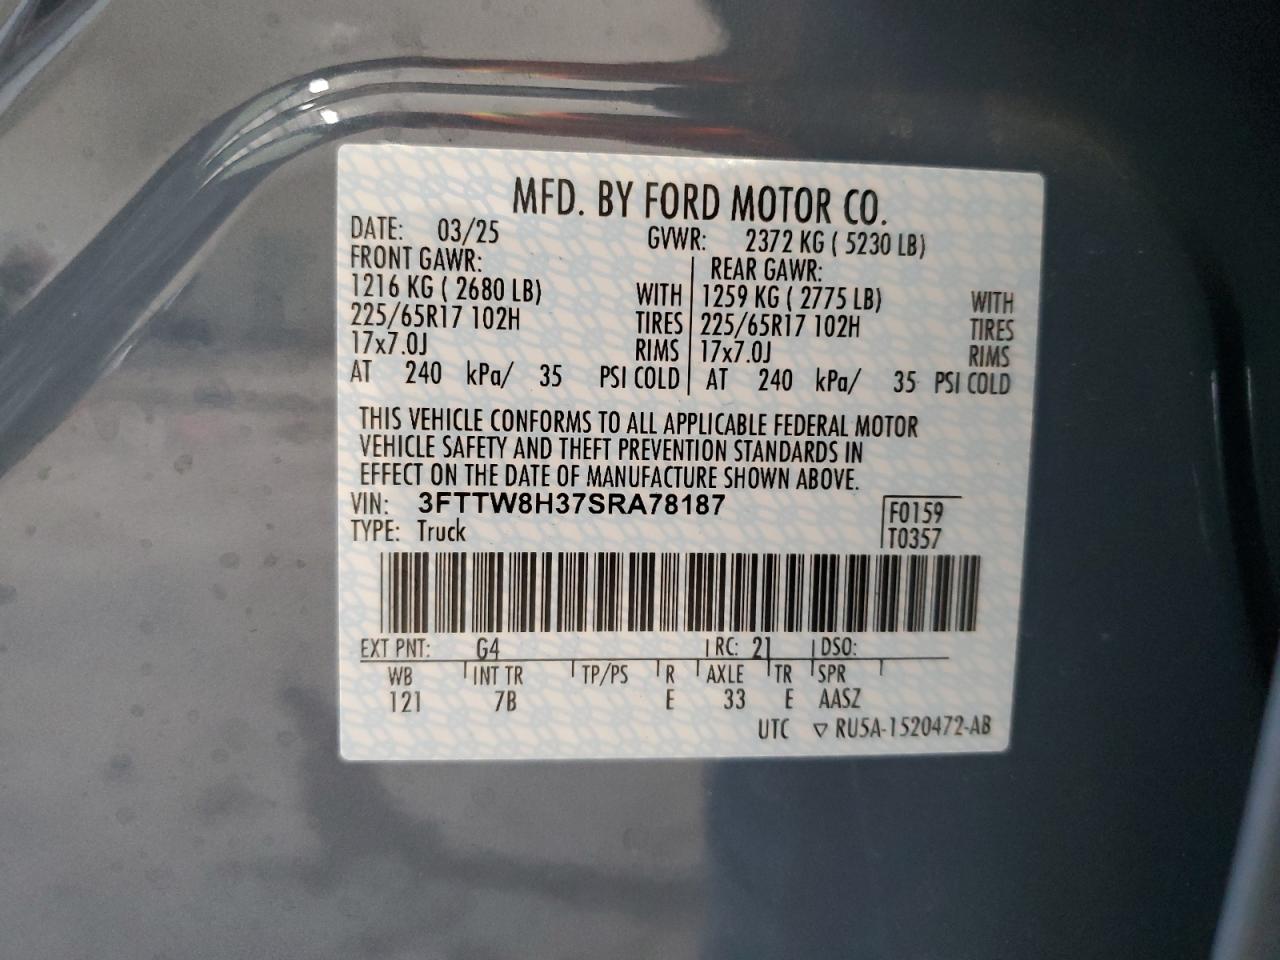 MFD. BY FORD MOTOR CO.
DATE: 03/25 GVWR: 2372 KG ( 5230 LB)
FRONT GAWR: REAR GAWR:
1216 KG ( 2680 LB) WITH 1259 KG ( 2775 LB) WITH
225/65R17 102H TIRES 225/65R17 102H TIRES
17x7.0J RIMS 17x7.0J RIMS
AT 240 kPa/ 35 PSI COLD AT 240 kPa/ 35 PSI COLD
THIS VEHICLE CONFORMS TO ALL APPLICABLE FEDERAL MOTOR
VEHICLE SAFETY AND THEFT PREVENTION STANDARDS IN
EFFECT ON THE DATE OF MANUFACTURE SHOWN ABOVE.
VIN: 3FTTW8H37SRA78187 F0159
TYPE: Truck T0357
EXT PNT: G4 RC: 21 DSO:
WB INT TR TP/PS R AXLE TR SPR
121 7B E 33 E AASZ
UTC ▽ RU5A-1520472-AB